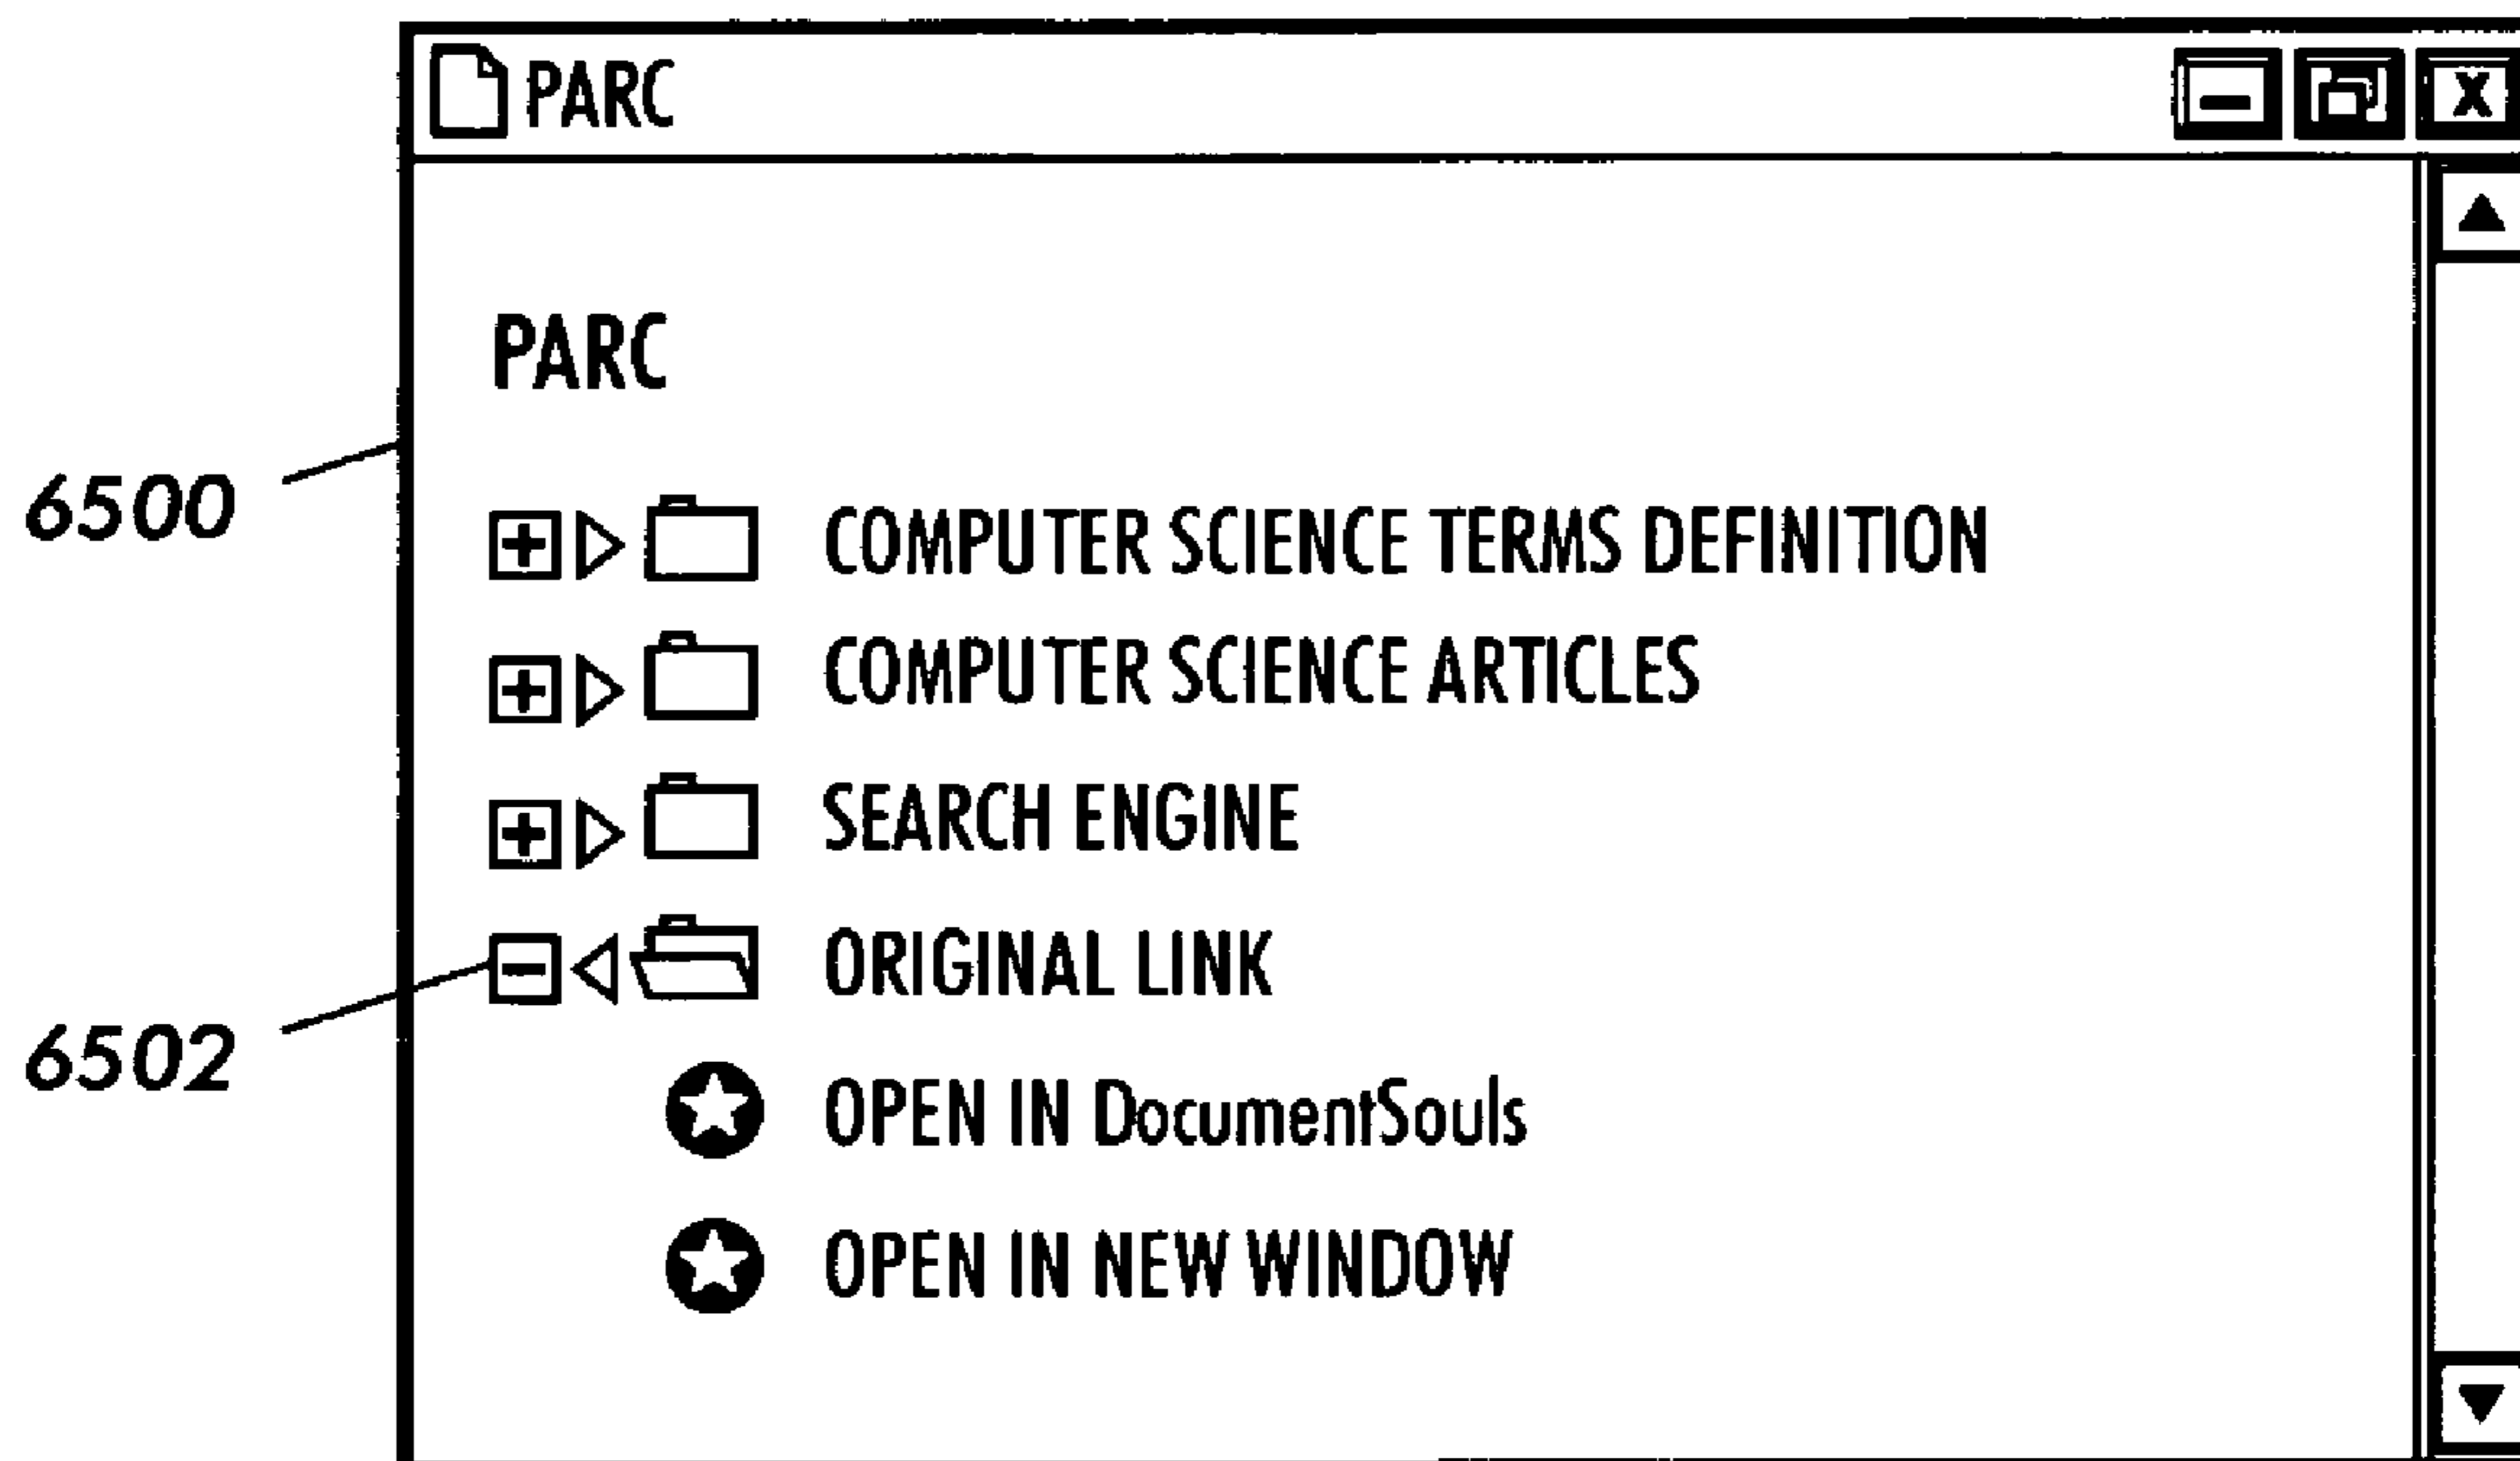 PARC
PARC
6500
COMPUTER SCIENCE TERMS DEFINITION
COMPUTER SCIENCE ARTICLES
SEARCH ENGINE
ORIGINAL LINK
6502
OPEN IN DocumentSouls
OPEN IN NEW WINDOW